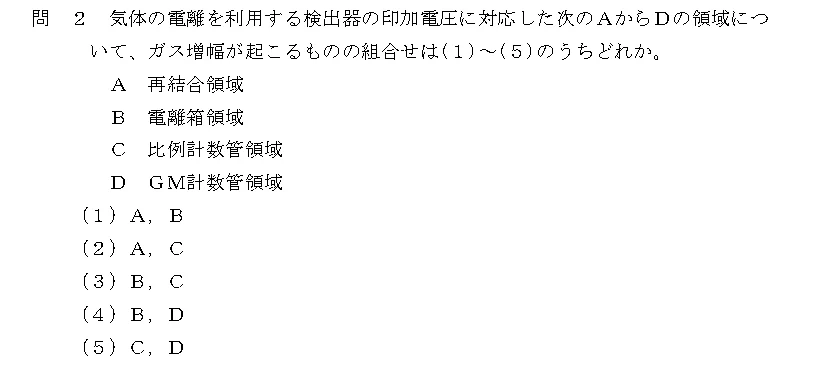 問　２　気体の電離を利用する検出器の印加電圧に対応した次のＡからＤの領域につ
いて、ガス増幅が起こるものの組合せは(１)～(５)のうちどれか。
Ａ　再結合領域
Ｂ　電離箱領域
Ｃ　比例計数管領域
Ｄ　ＧＭ計数管領域
(１) Ａ，Ｂ
(２) Ａ，Ｃ
(３) Ｂ，Ｃ
(４) Ｂ，Ｄ
(５) Ｃ，Ｄ